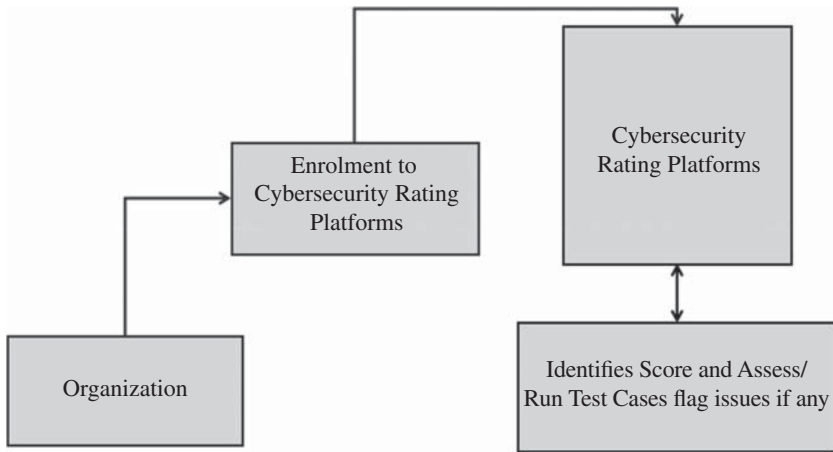 Organization
Enrolment to
Cybersecurity Rating
Platforms
Cybersecurity
Rating Platforms
Identifies Score and Assess/
Run Test Cases flag issues if any